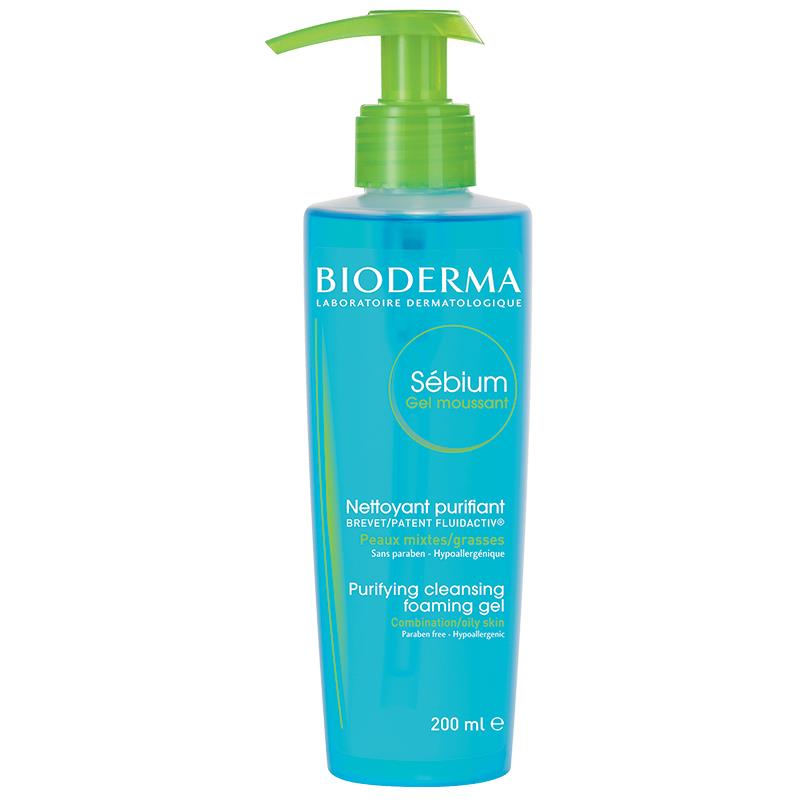 BIODERMA
LABORATOIRE DERMATOLOGIQUE
Sébium
Gel moussant
Nettoyant purifiant
BREVET/PATENT FLUIDACTIV®
Peaux mixtes/grasses
Sans paraben - Hypoallergénique
Purifying cleansing
foaming gel
Combination/oily skin
Paraben free - Hypoallergenic
200 ml ℮